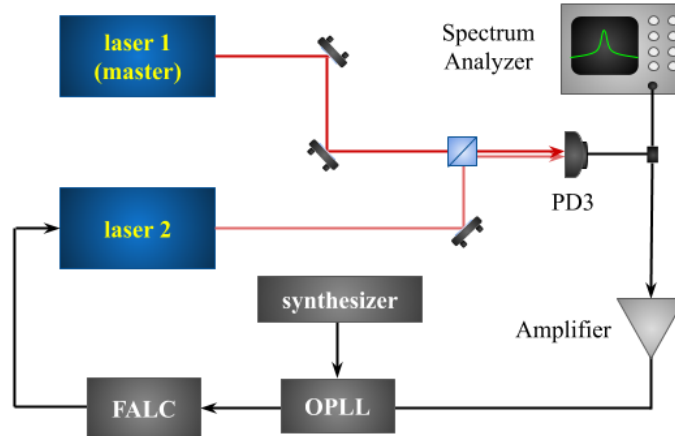 laser 1
(master)
Spectrum
Analyzer
PD3
laser 2
synthesizer
Amplifier
FALC
OPLL